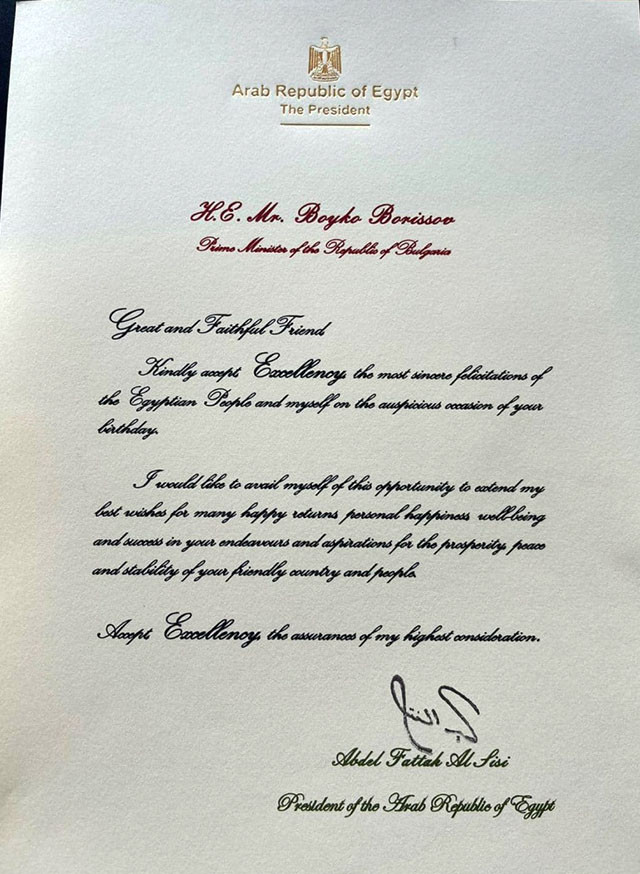 Arab Republic of Egypt
The President
H.E. Mr. Boyko Borissov
Prime Minister of the Republic of Bulgaria
Great and Faithful Friend
Kindly accept, Excellency, the most sincere felicitations of
the Egyptian People and myself on the auspicious occasion of your
birthday.
I would like to avail myself of this opportunity to extend my
best wishes for many happy returns, personal happiness, well-being
and success in your endeavours and aspirations for the prosperity, peace
and stability of your friendly country and people.
Accept, Excellency, the assurances of my highest consideration.
Abdel Fattah Al Sisi
President of the Arab Republic of Egypt